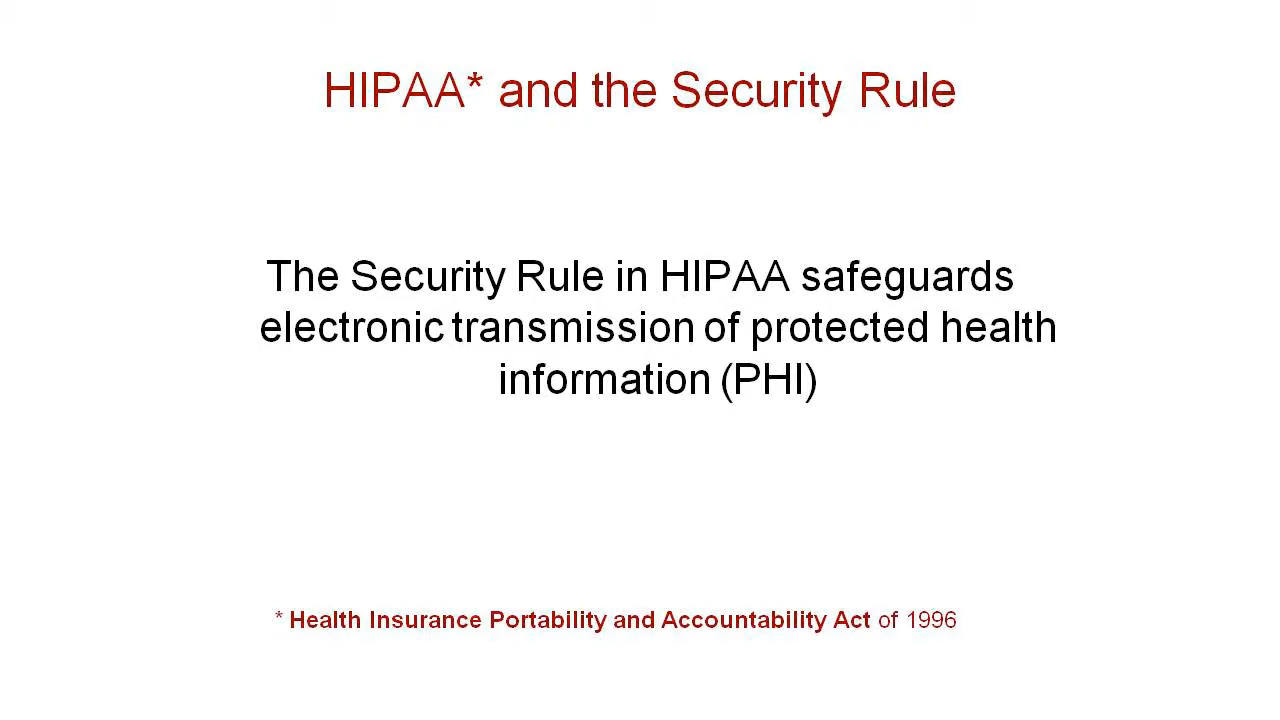 HIPAA* and the Security Rule
The Security Rule in HIPAA safeguards
electronic transmission of protected health
information (PHI)
* Health Insurance Portability and Accountability Act of 1996